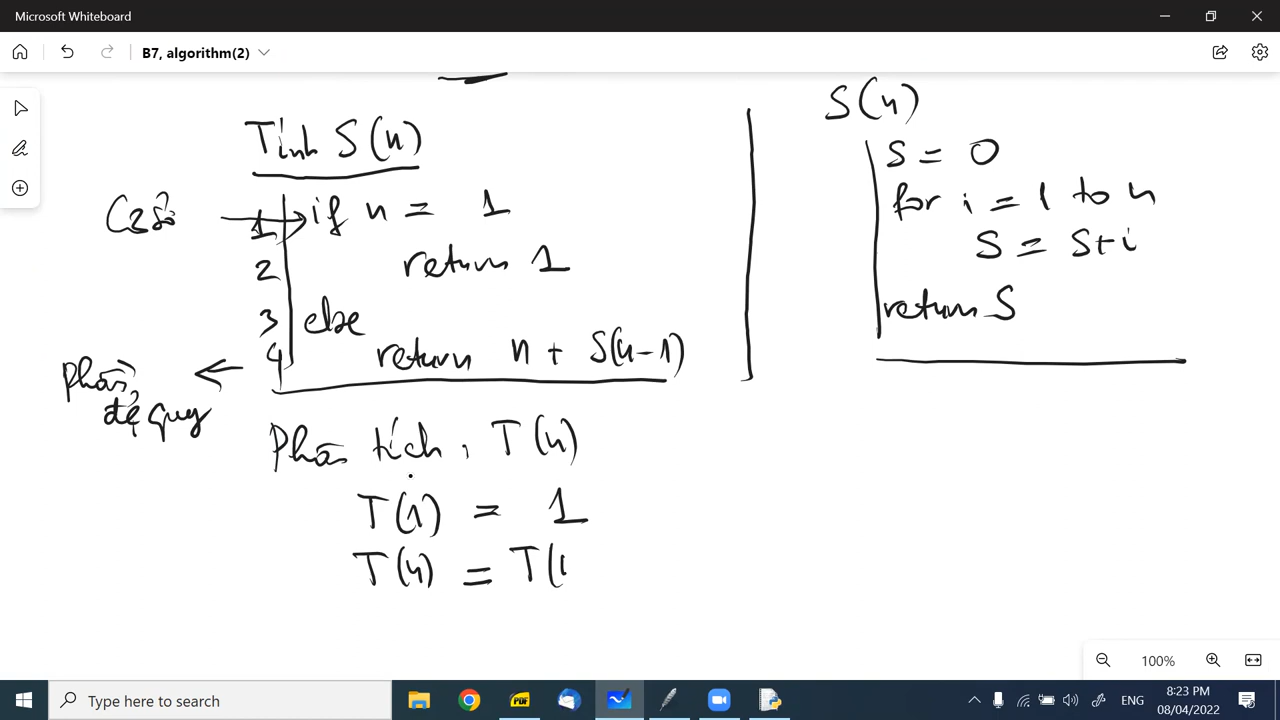 Microsoft Whiteboard
B7, algorithm(2)
Tính S(n)
Cơ sở
1 if n = 1
2 return 1
3 else
4 return n + S(n-1)
Phần
đệ quy
Phân tích, T(n)
T(1) = 1
T(n) = T(
S(n)
S = 0
for i = 1 to n
S = S+i
return S
100%
Type here to search
PDF
ENG
8:23 PM
08/04/2022